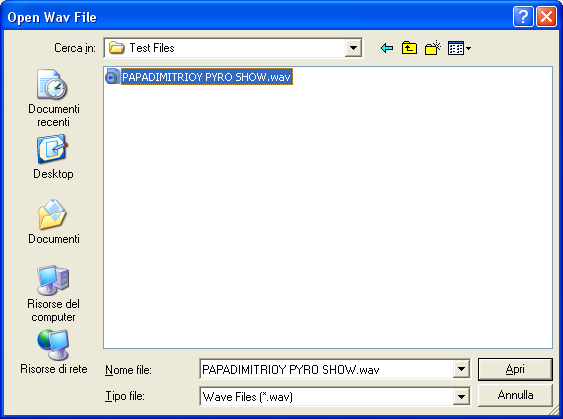 Open Wav File
Cerca in:
Test Files
PAPADIMITRIOY PYRO SHOW.wav
Documenti
recenti
Desktop
Documenti
Risorse del
computer
Risorse di rete
Nome file:
PAPADIMITRIOY PYRO SHOW.wav
Apri
Tipo file:
Wave Files (*.wav)
Annulla